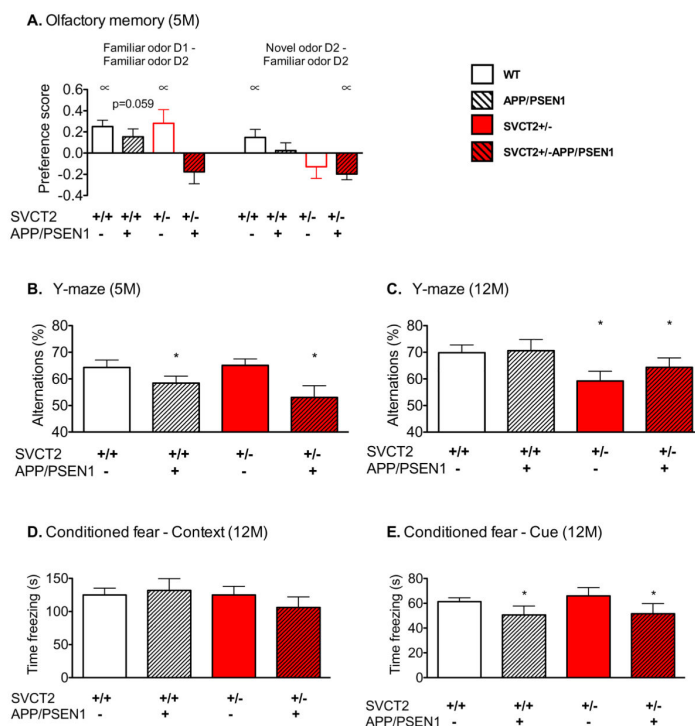 A. Olfactory memory (5M)
Familiar odor D1 -
Familiar odor D2
Novel odor D2 -
Familiar odor D2
∝ ∝ ∝ ∝
p=0.059
Preference score
0.6
0.4
0.2
0.0
-0.2
-0.4
SVCT2 +/+ +/+ +/- +/- +/+ +/+ +/- +/-
APP/PSEN1 - + - + - + - +
WT
APP/PSEN1
SVCT2+/-
SVCT2+/-APP/PSEN1
B. Y-maze (5M)
Alternations (%)
80
70
60
50
40
* *
SVCT2 +/+ +/+ +/- +/-
APP/PSEN1 - + - +
C. Y-maze (12M)
Alternations (%)
80
70
60
50
40
* *
SVCT2 +/+ +/+ +/- +/-
APP/PSEN1 - + - +
D. Conditioned fear - Context (12M)
Time freezing (s)
150
100
50
0
SVCT2 +/+ +/+ +/- +/-
APP/PSEN1 - + - +
E. Conditioned fear - Cue (12M)
Time freezing (s)
80
60
40
20
0
* *
SVCT2 +/+ +/+ +/- +/-
APP/PSEN1 - + - +